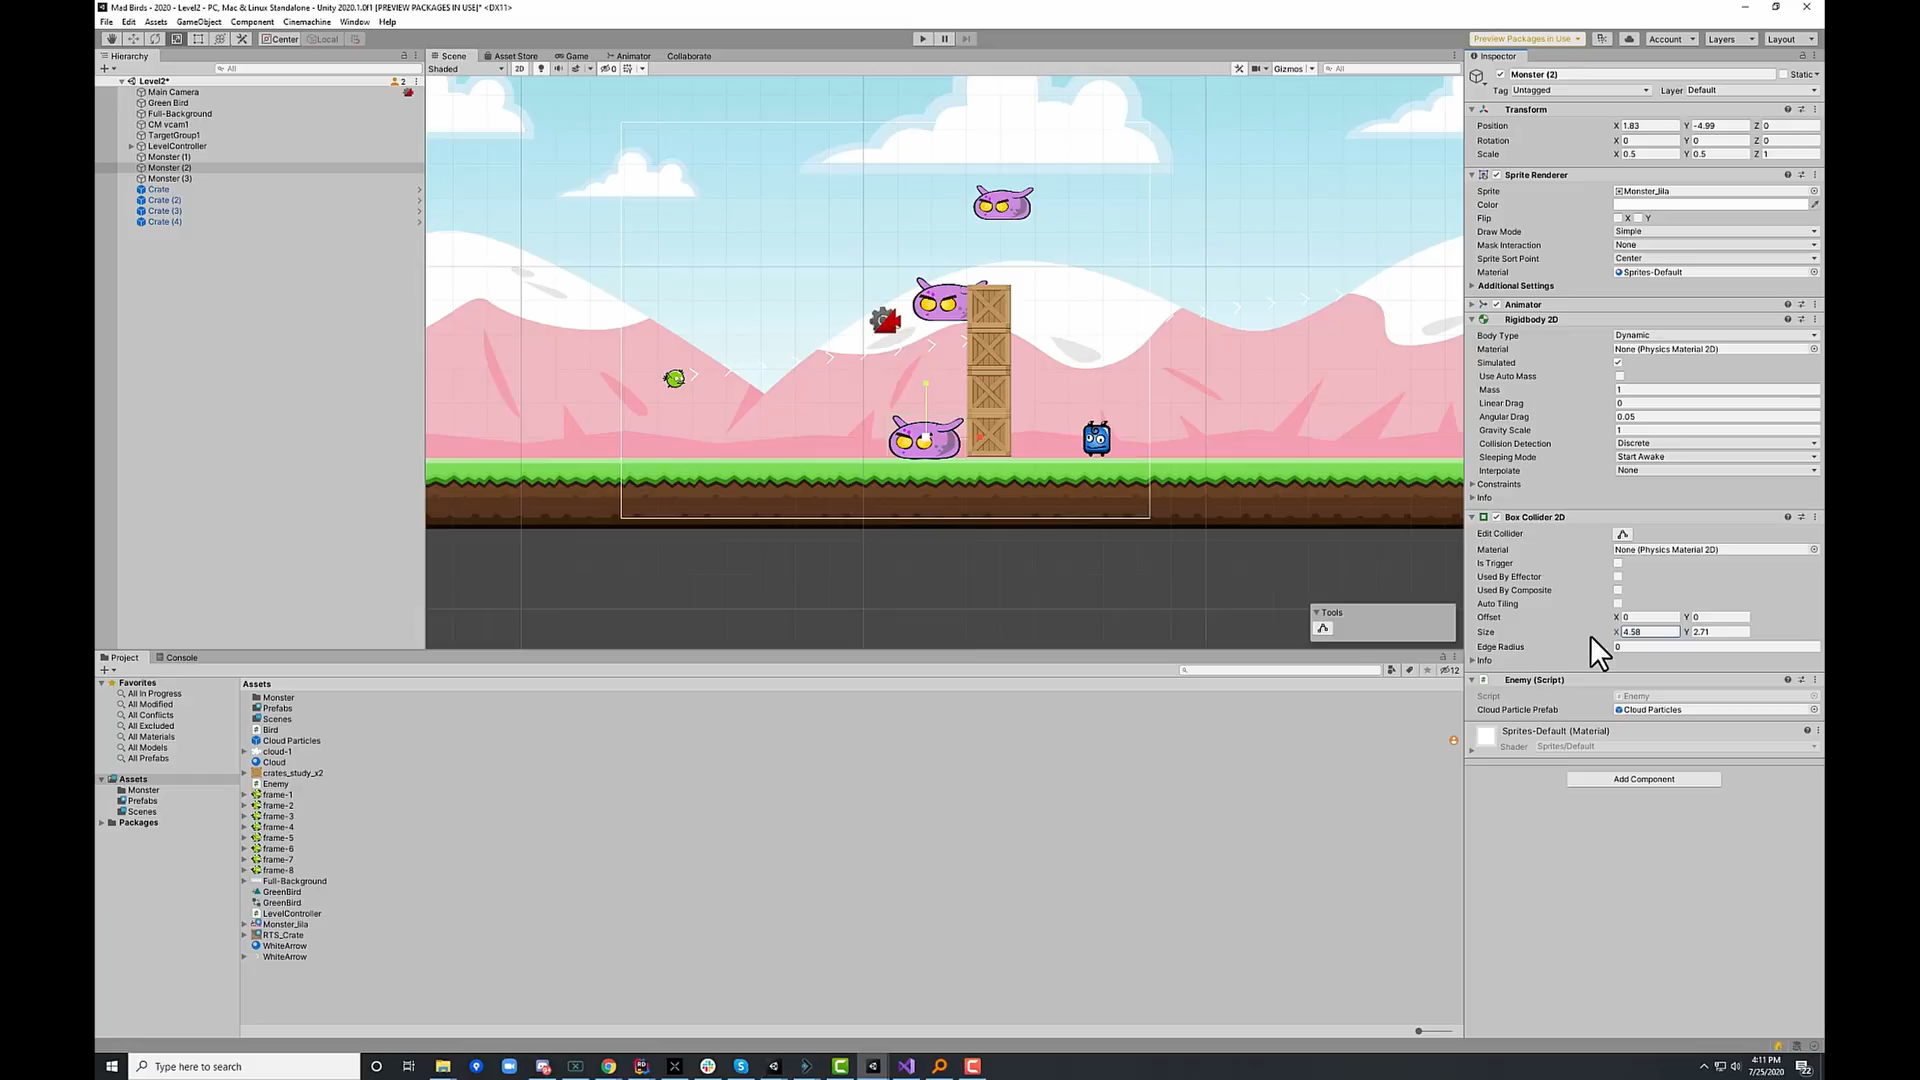 Mad Birds - 2020 - Level2 - PC, Mac & Linux Standalone - Unity 2020.1.0f1 [PREVIEW PACKAGES IN USE]* <DX11>
File Edit Assets GameObject Component Cinemachine Window Help
Center Local
Preview Packages in Use Account Layers Layout
Hierarchy
All
Level2*
2
Main Camera
Green Bird
Full-Background
CM vcam1
TargetGroup1
LevelController
Monster (1)
Monster (2)
Monster (3)
Crate
Crate (2)
Crate (3)
Crate (4)
Scene Asset Store Game Animator Collaborate
Shaded 2D 0 Gizmos All
Tools
Inspector
Monster (2) Static
Tag Untagged Layer Default
Transform
Position X 1.83 Y -4.99 Z 0
Rotation X 0 Y 0 Z 0
Scale X 0.5 Y 0.5 Z 1
Sprite Renderer
Sprite Monster_lila
Color
Flip X Y
Draw Mode Simple
Mask Interaction None
Sprite Sort Point Center
Material Sprites-Default
Additional Settings
Animator
Rigidbody 2D
Body Type Dynamic
Material None (Physics Material 2D)
Simulated
Use Auto Mass
Mass 1
Linear Drag 0
Angular Drag 0.05
Gravity Scale 1
Collision Detection Discrete
Sleeping Mode Start Awake
Interpolate None
Constraints
Info
Box Collider 2D
Edit Collider
Material None (Physics Material 2D)
Is Trigger
Used By Effector
Used By Composite
Auto Tiling
Offset X 0 Y 0
Size X 4.58 Y 2.71
Edge Radius 0
Info
Enemy (Script)
Script Enemy
Cloud Particle Prefab Cloud Particles
Sprites-Default (Material)
Shader Sprites/Default
Add Component
Project Console
12
Favorites
All In Progress
All Modified
All Conflicts
All Excluded
All Materials
All Models
All Prefabs
Assets
Monster
Prefabs
Scenes
Packages
Assets
Monster
Prefabs
Scenes
Bird
Cloud Particles
cloud-1
Cloud
crates_study_x2
Enemy
frame-1
frame-2
frame-3
frame-4
frame-5
frame-6
frame-7
frame-8
Full-Background
GreenBird
GreenBird
LevelController
Monster_lila
RTS_Crate
WhiteArrow
WhiteArrow
Type here to search
4:11 PM
7/25/2020
22